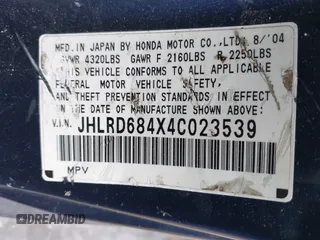 MFD.IN JAPAN BY HONDA MOTOR CO.,LTD. 8/'04
GVWR 4320LBS GAWR F 2160LBS R 2250LBS
THIS VEHICLE CONFORMS TO ALL APPLICABLE
FEDERAL MOTOR VEHICLE SAFETY
AND THEFT PREVENTION STANDARDS IN EFFECT
ON THE DATE OF MANUFACTURE SHOWN ABOVE.
V.I.N. JHLRD684X4C023539
MPV
DREAMBID